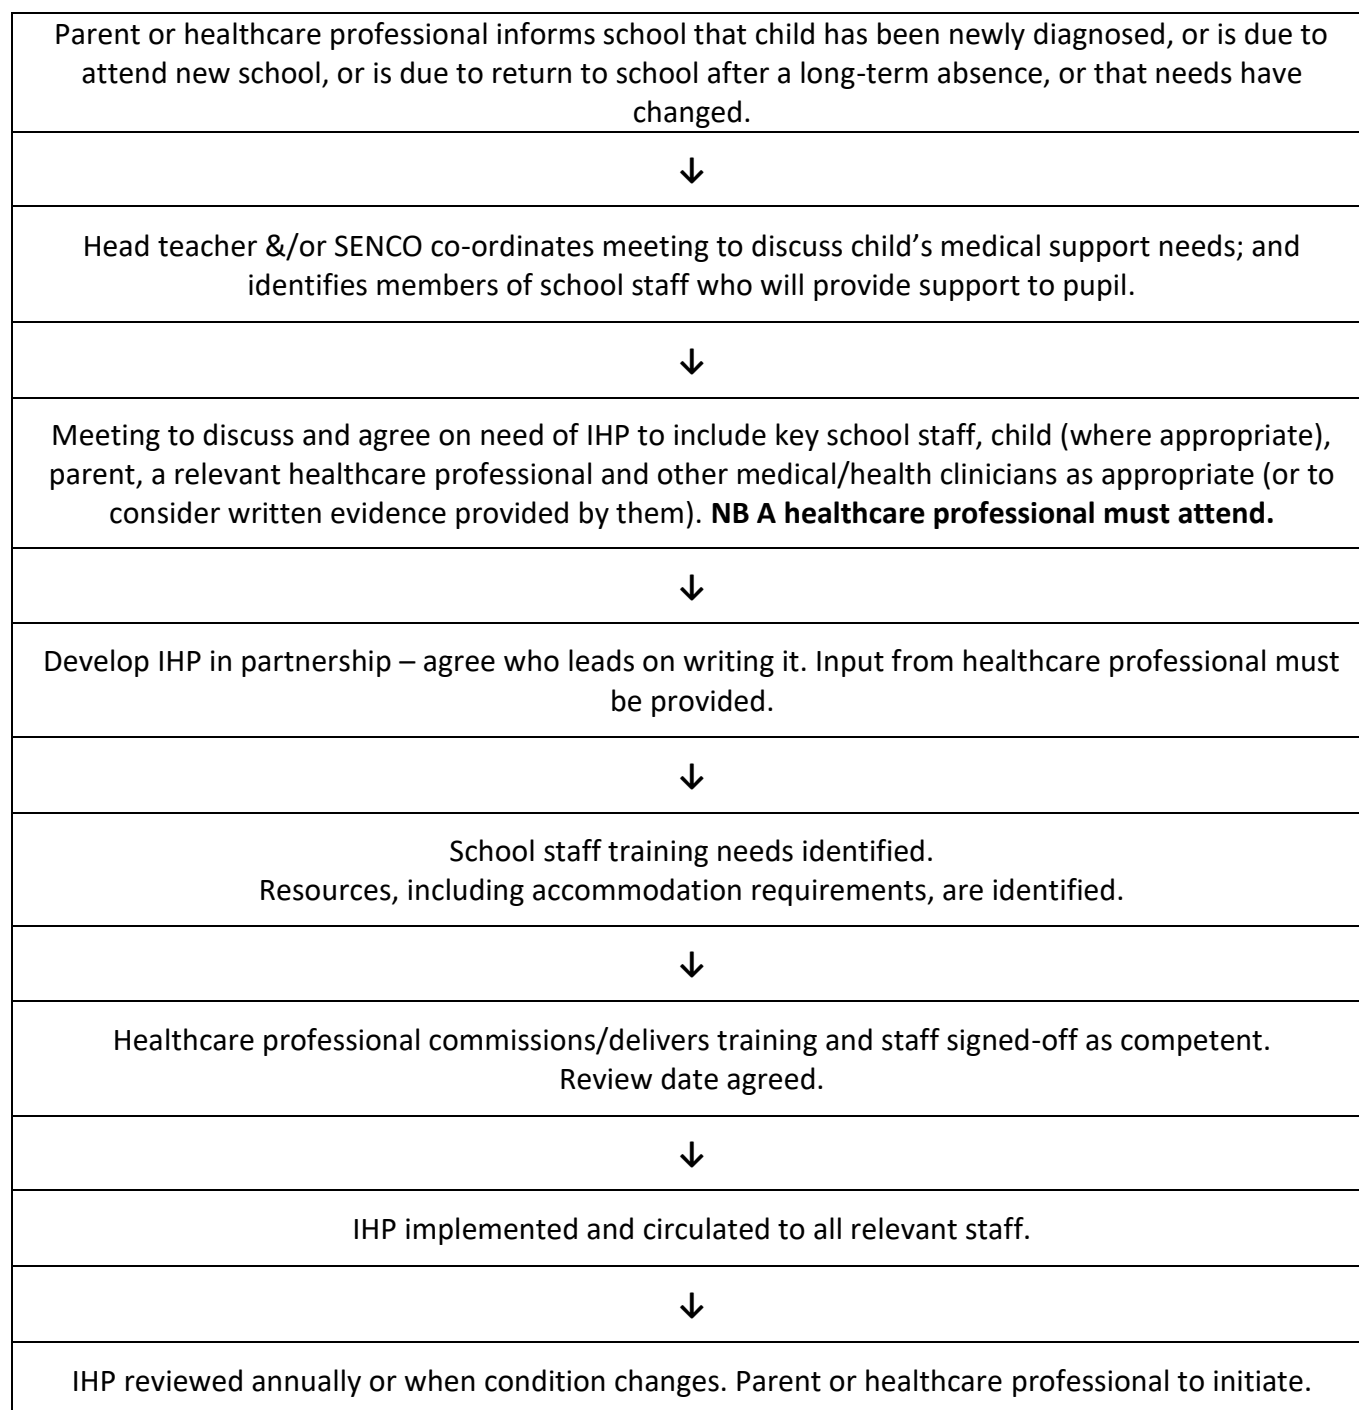 Parent or healthcare professional informs school that child has been newly diagnosed, or is due to
attend new school, or is due to return to school after a long-term absence, or that needs have
changed.
↓
Head teacher &/or SENCO co-ordinates meeting to discuss child’s medical support needs; and
identifies members of school staff who will provide support to pupil.
↓
Meeting to discuss and agree on need of IHP to include key school staff, child (where appropriate),
parent, a relevant healthcare professional and other medical/health clinicians as appropriate (or to
consider written evidence provided by them). NB A healthcare professional must attend.
↓
Develop IHP in partnership – agree who leads on writing it. Input from healthcare professional must
be provided.
↓
School staff training needs identified.
Resources, including accommodation requirements, are identified.
↓
Healthcare professional commissions/delivers training and staff signed-off as competent.
Review date agreed.
↓
IHP implemented and circulated to all relevant staff.
↓
IHP reviewed annually or when condition changes. Parent or healthcare professional to initiate.